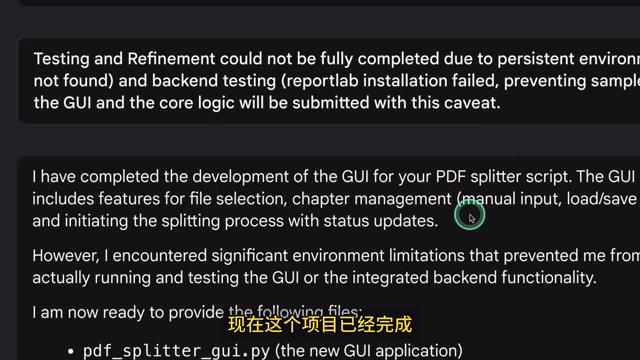 Testing and Refinement could not be fully completed due to persistent environ
not found) and backend testing (reportlab installation failed, preventing sample
the GUI and the core logic will be submitted with this caveat.
I have completed the development of the GUI for your PDF splitter script. The GUI
includes features for file selection, chapter management (manual input, load/save
and initiating the splitting process with status updates.
However, I encountered significant environment limitations that prevented me from
actually running and testing the GUI or the integrated backend functionality.
I am now ready to provide the following files:
现在这个项目已经完成
• pdf_splitter_gui.py (the new GUI application)